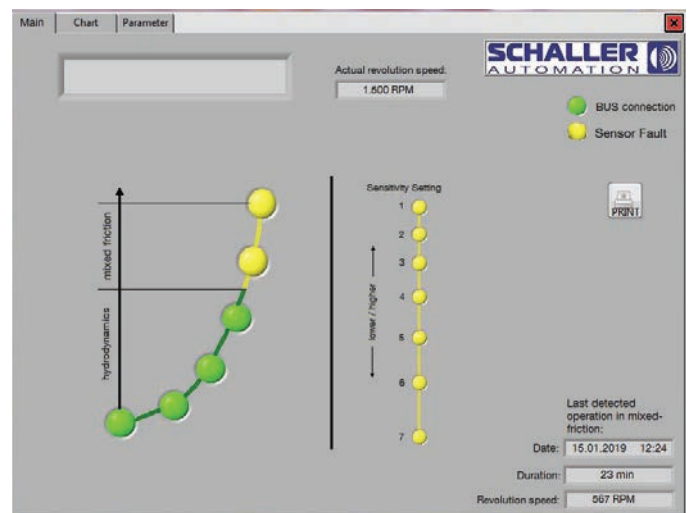 Main Chart Parameter
SCHALLER
AUTOMATION
Actual revolution speed:
1.600 RPM
BUS connection
Sensor Fault
PRINT
mixed friction
hydrodynamics
Sensitivity Setting
1
2
3
4
5
6
7
lower / higher
Last detected
operation in mixed-
friction:
Date: 15.01.2019 12:24
Duration: 23 min
Revolution speed: 567 RPM